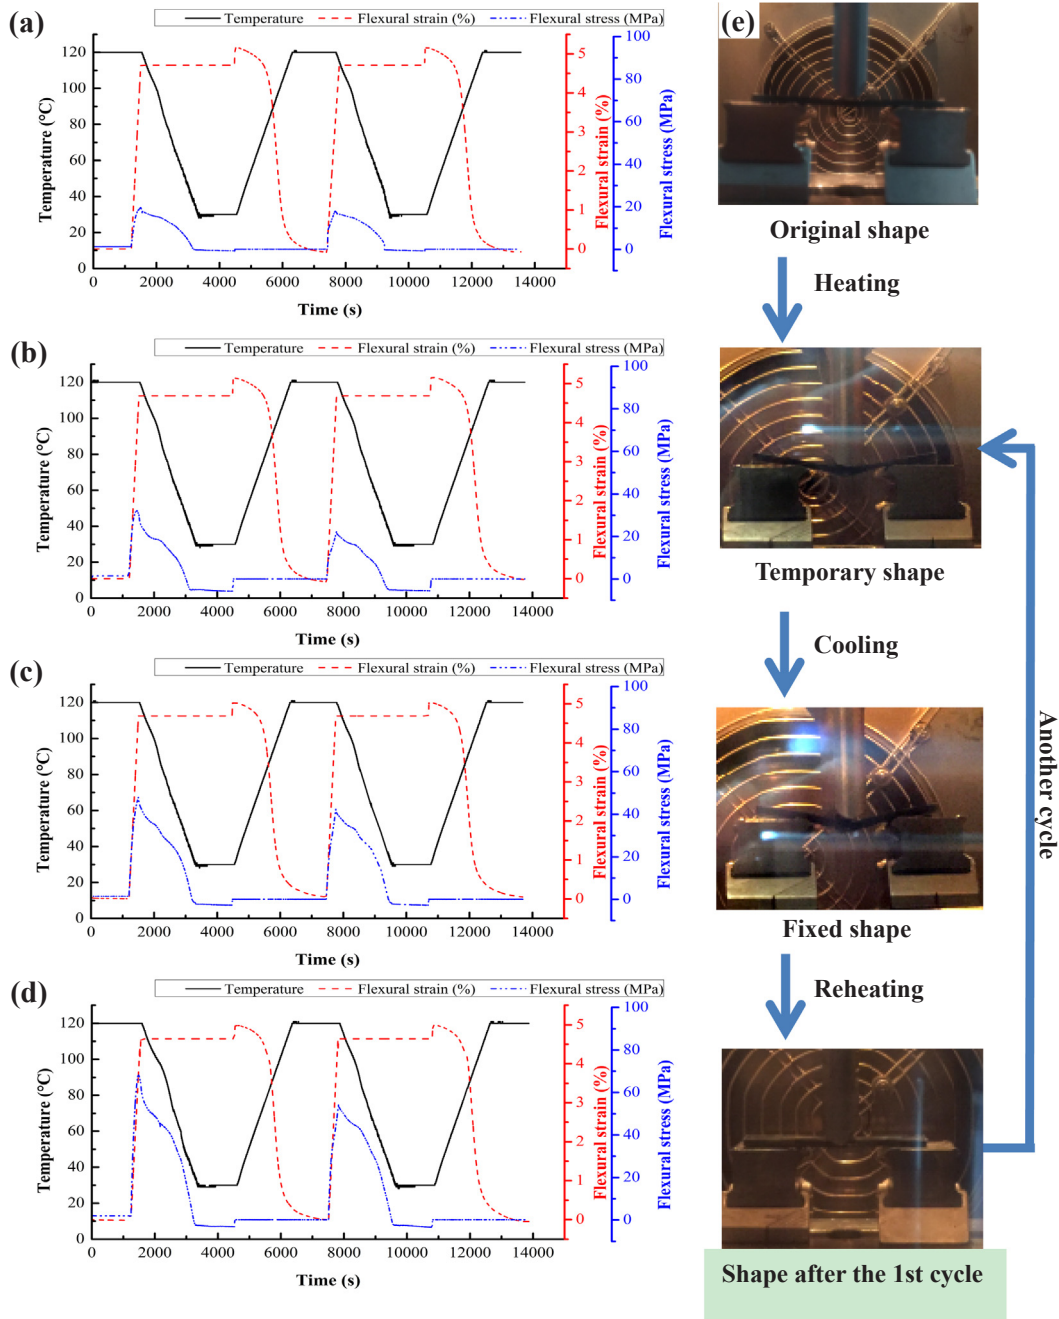 (a)
Temperature Flexural strain (%) Flexural stress (MPa)
Temperature (°C)
120
100
80
60
40
20
0
0 2000 4000 6000 8000 10000 12000 14000
Time (s)
5
4
3
2
1
0
Flexural strain (%)
100
80
60
40
20
0
Flexural stress (MPa)
(b)
Temperature Flexural strain (%) Flexural stress (MPa)
Temperature (°C)
120
100
80
60
40
20
0
0 2000 4000 6000 8000 10000 12000 14000
Time (s)
5
4
3
2
1
0
Flexural strain (%)
100
80
60
40
20
0
Flexural stress (MPa)
(c)
Temperature Flexural strain (%) Flexural stress (MPa)
Temperature (°C)
120
100
80
60
40
20
0
0 2000 4000 6000 8000 10000 12000 14000
Time (s)
5
4
3
2
1
0
Flexural strain (%)
100
80
60
40
20
0
Flexural stress (MPa)
(d)
Temperature Flexural strain (%) Flexural stress (MPa)
Temperature (°C)
120
100
80
60
40
20
0
0 2000 4000 6000 8000 10000 12000 14000
Time (s)
5
4
3
2
1
0
Flexural strain (%)
100
80
60
40
20
0
Flexural stress (MPa)
(e)
Original shape
Heating
Temporary shape
Cooling
Fixed shape
Reheating
Shape after the 1st cycle
Another cycle